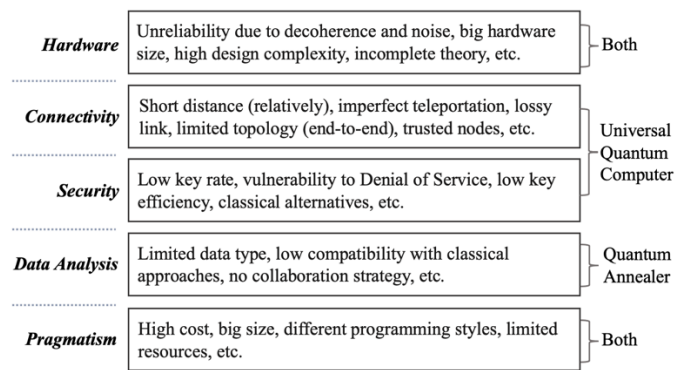 Hardware
Unreliability due to decoherence and noise, big hardware
size, high design complexity, incomplete theory, etc.
Both
Connectivity
Short distance (relatively), imperfect teleportation, lossy
link, limited topology (end-to-end), trusted nodes, etc.
Security
Low key rate, vulnerability to Denial of Service, low key
efficiency, classical alternatives, etc.
Universal
Quantum
Computer
Data Analysis
Limited data type, low compatibility with classical
approaches, no collaboration strategy, etc.
Quantum
Annealer
Pragmatism
High cost, big size, different programming styles, limited
resources, etc.
Both